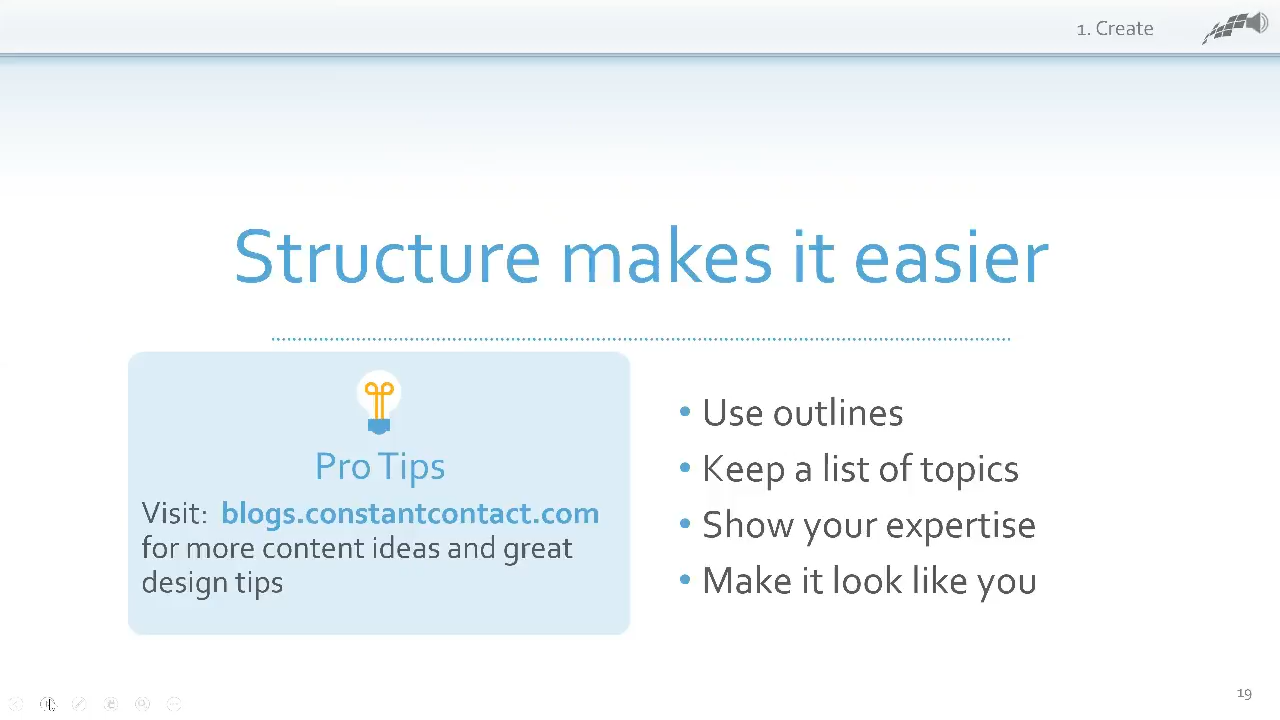 1. Create
Structure makes it easier
Pro Tips
Visit: blogs.constantcontact.com
for more content ideas and great
design tips
• Use outlines
• Keep a list of topics
• Show your expertise
• Make it look like you
19